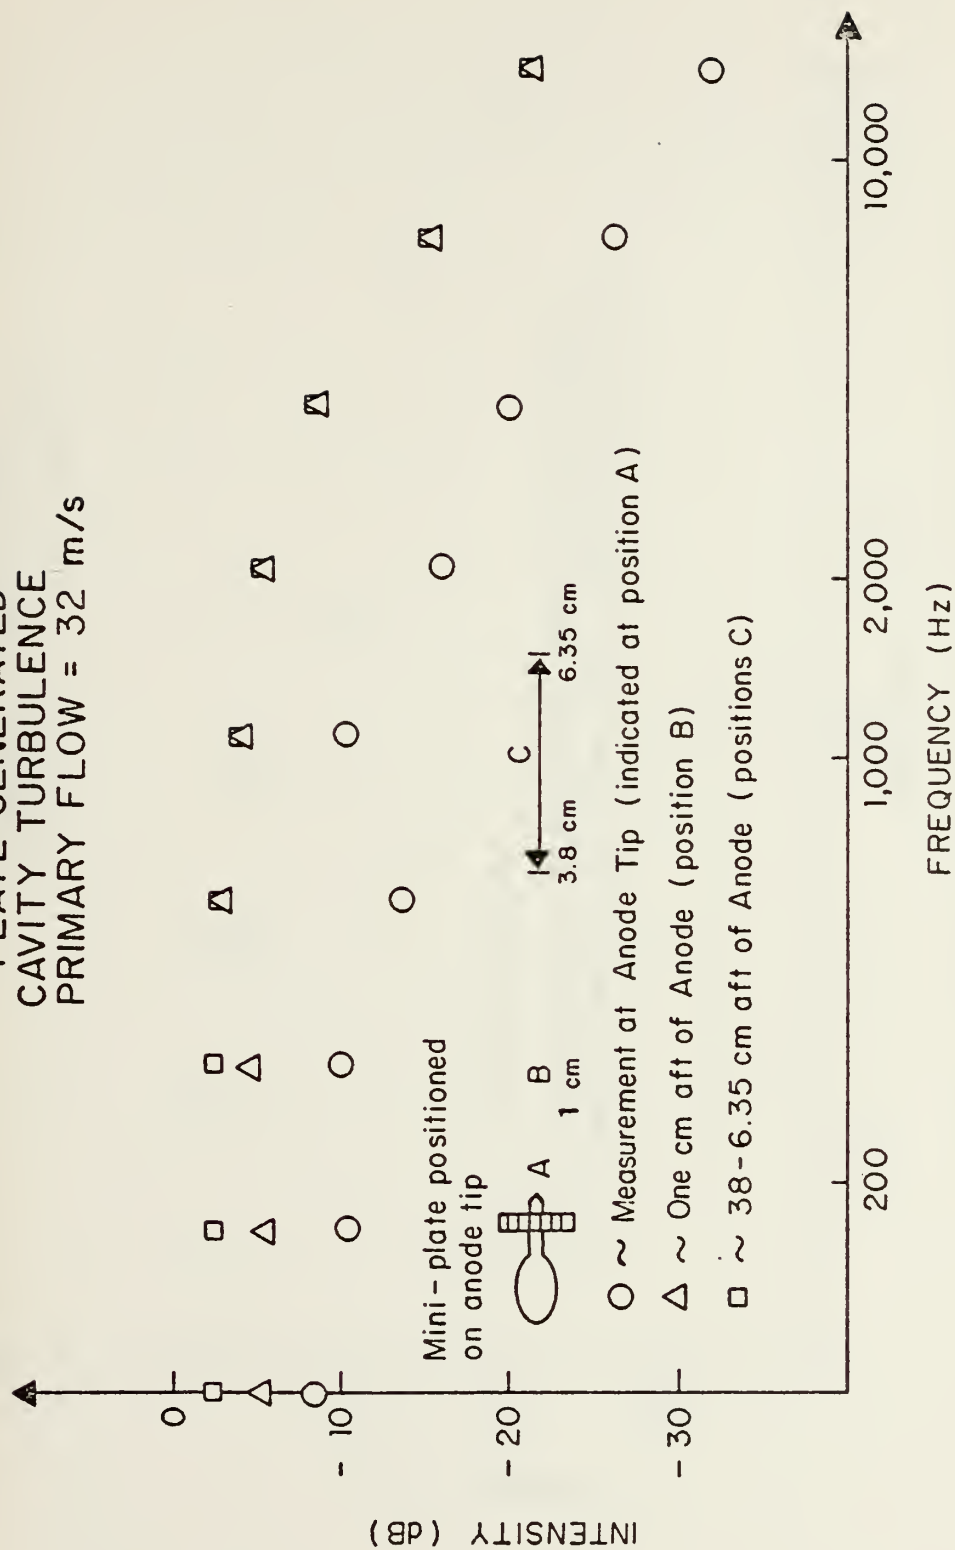 CAVITY TURBULENCE
PRIMARY FLOW = 32 m/s
INTENSITY (dB)
0
- 10
- 20
- 30
Mini-plate positioned
on anode tip
A
B
1 cm
C
3.8 cm
6.35 cm
○ ~ Measurement at Anode Tip (indicated at position A)
△ ~ One cm aft of Anode (position B)
□ ~ 38-6.35 cm aft of Anode (positions C)
200
1,000
2,000
10,000
FREQUENCY (Hz)